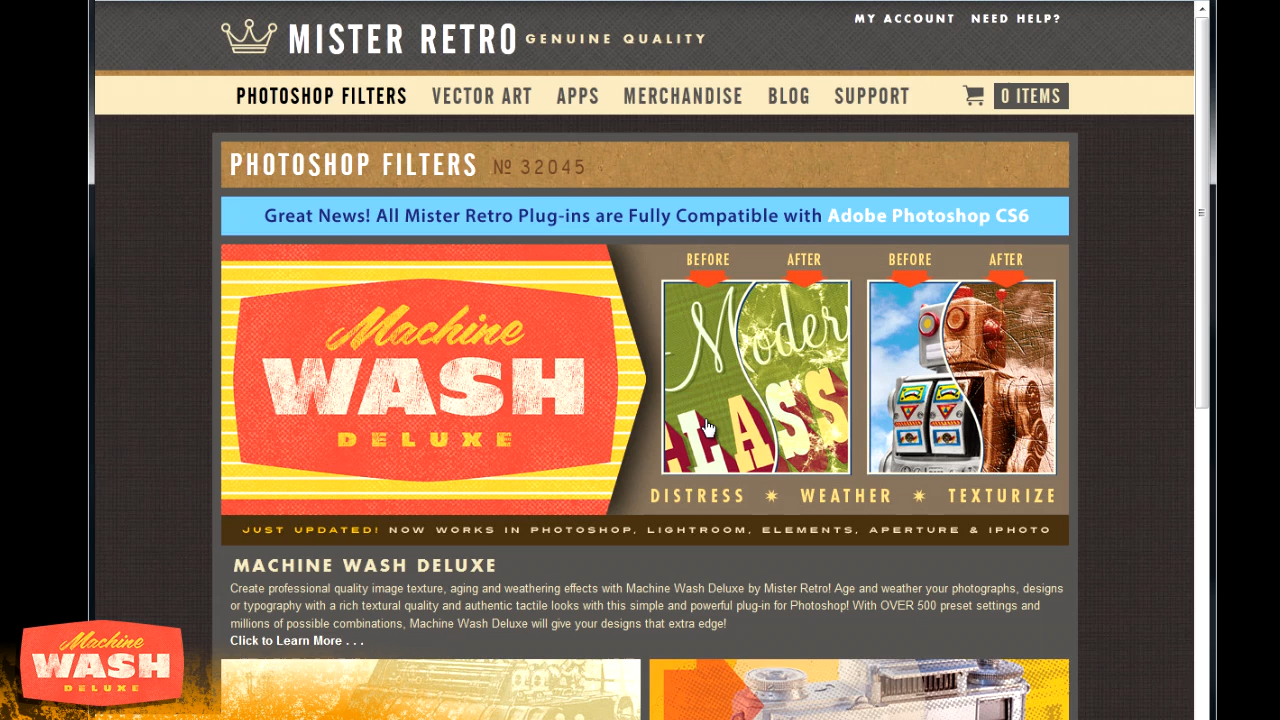 MY ACCOUNT NEED HELP?
MISTER RETRO GENUINE QUALITY
PHOTOSHOP FILTERS VECTOR ART APPS MERCHANDISE BLOG SUPPORT 0 ITEMS
PHOTOSHOP FILTERS № 32045
Great News! All Mister Retro Plug-ins are Fully Compatible with Adobe Photoshop CS6
BEFORE AFTER BEFORE AFTER
Machine
WASH
DELUXE
Modern
CLASS
DISTRESS ✷ WEATHER ✷ TEXTURIZE
JUST UPDATED! NOW WORKS IN PHOTOSHOP, LIGHTROOM, ELEMENTS, APERTURE & IPHOTO
MACHINE WASH DELUXE
Create professional quality image texture, aging and weathering effects with Machine Wash Deluxe by Mister Retro! Age and weather your photographs, designs
or typography with a rich textural quality and authentic tactile looks with this simple and powerful plug-in for Photoshop! With OVER 500 preset settings and
millions of possible combinations, Machine Wash Deluxe will give your designs that extra edge!
Click to Learn More . . .
Machine
WASH
DELUXE